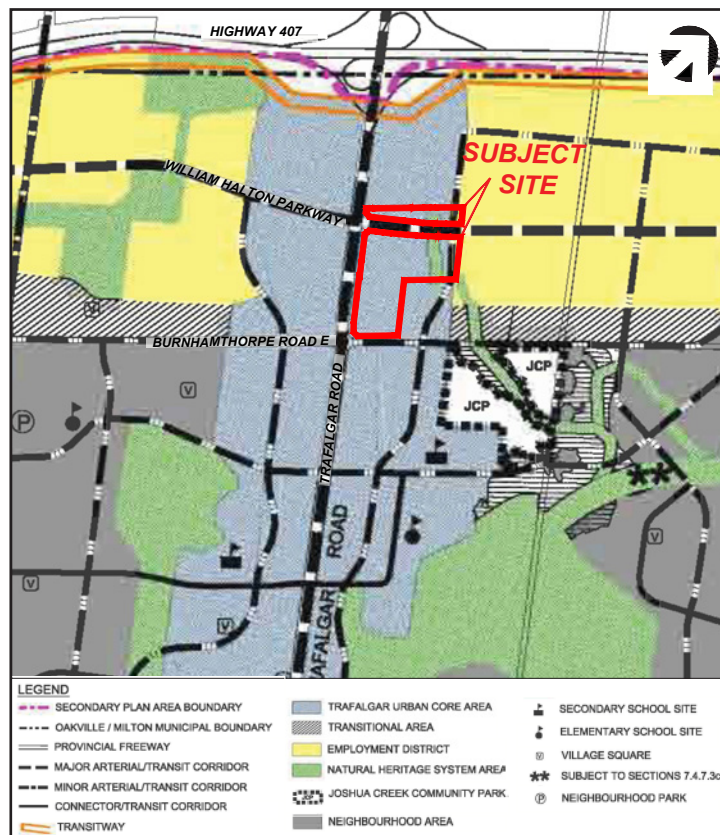 HIGHWAY 407
SUBJECT
SITE
WILLIAM HALTON PARKWAY
BURNHAMTHORPE ROAD E
TRAFALGAR ROAD
JCP
JCP
V
V
P
V
V
V
ROAD
AFALGAR
LEGEND
SECONDARY PLAN AREA BOUNDARY
OAKVILLE / MILTON MUNICIPAL BOUNDARY
PROVINCIAL FREEWAY
MAJOR ARTERIAL/TRANSIT CORRIDOR
MINOR ARTERIAL/TRANSIT CORRIDOR
CONNECTOR/TRANSIT CORRIDOR
TRANSITWAY
TRAFALGAR URBAN CORE AREA
TRANSITIONAL AREA
EMPLOYMENT DISTRICT
NATURAL HERITAGE SYSTEM AREA
JCP JOSHUA CREEK COMMUNITY PARK
NEIGHBOURHOOD AREA
SECONDARY SCHOOL SITE
ELEMENTARY SCHOOL SITE
V VILLAGE SQUARE
** SUBJECT TO SECTIONS 7.4.7.3c
P NEIGHBOURHOOD PARK